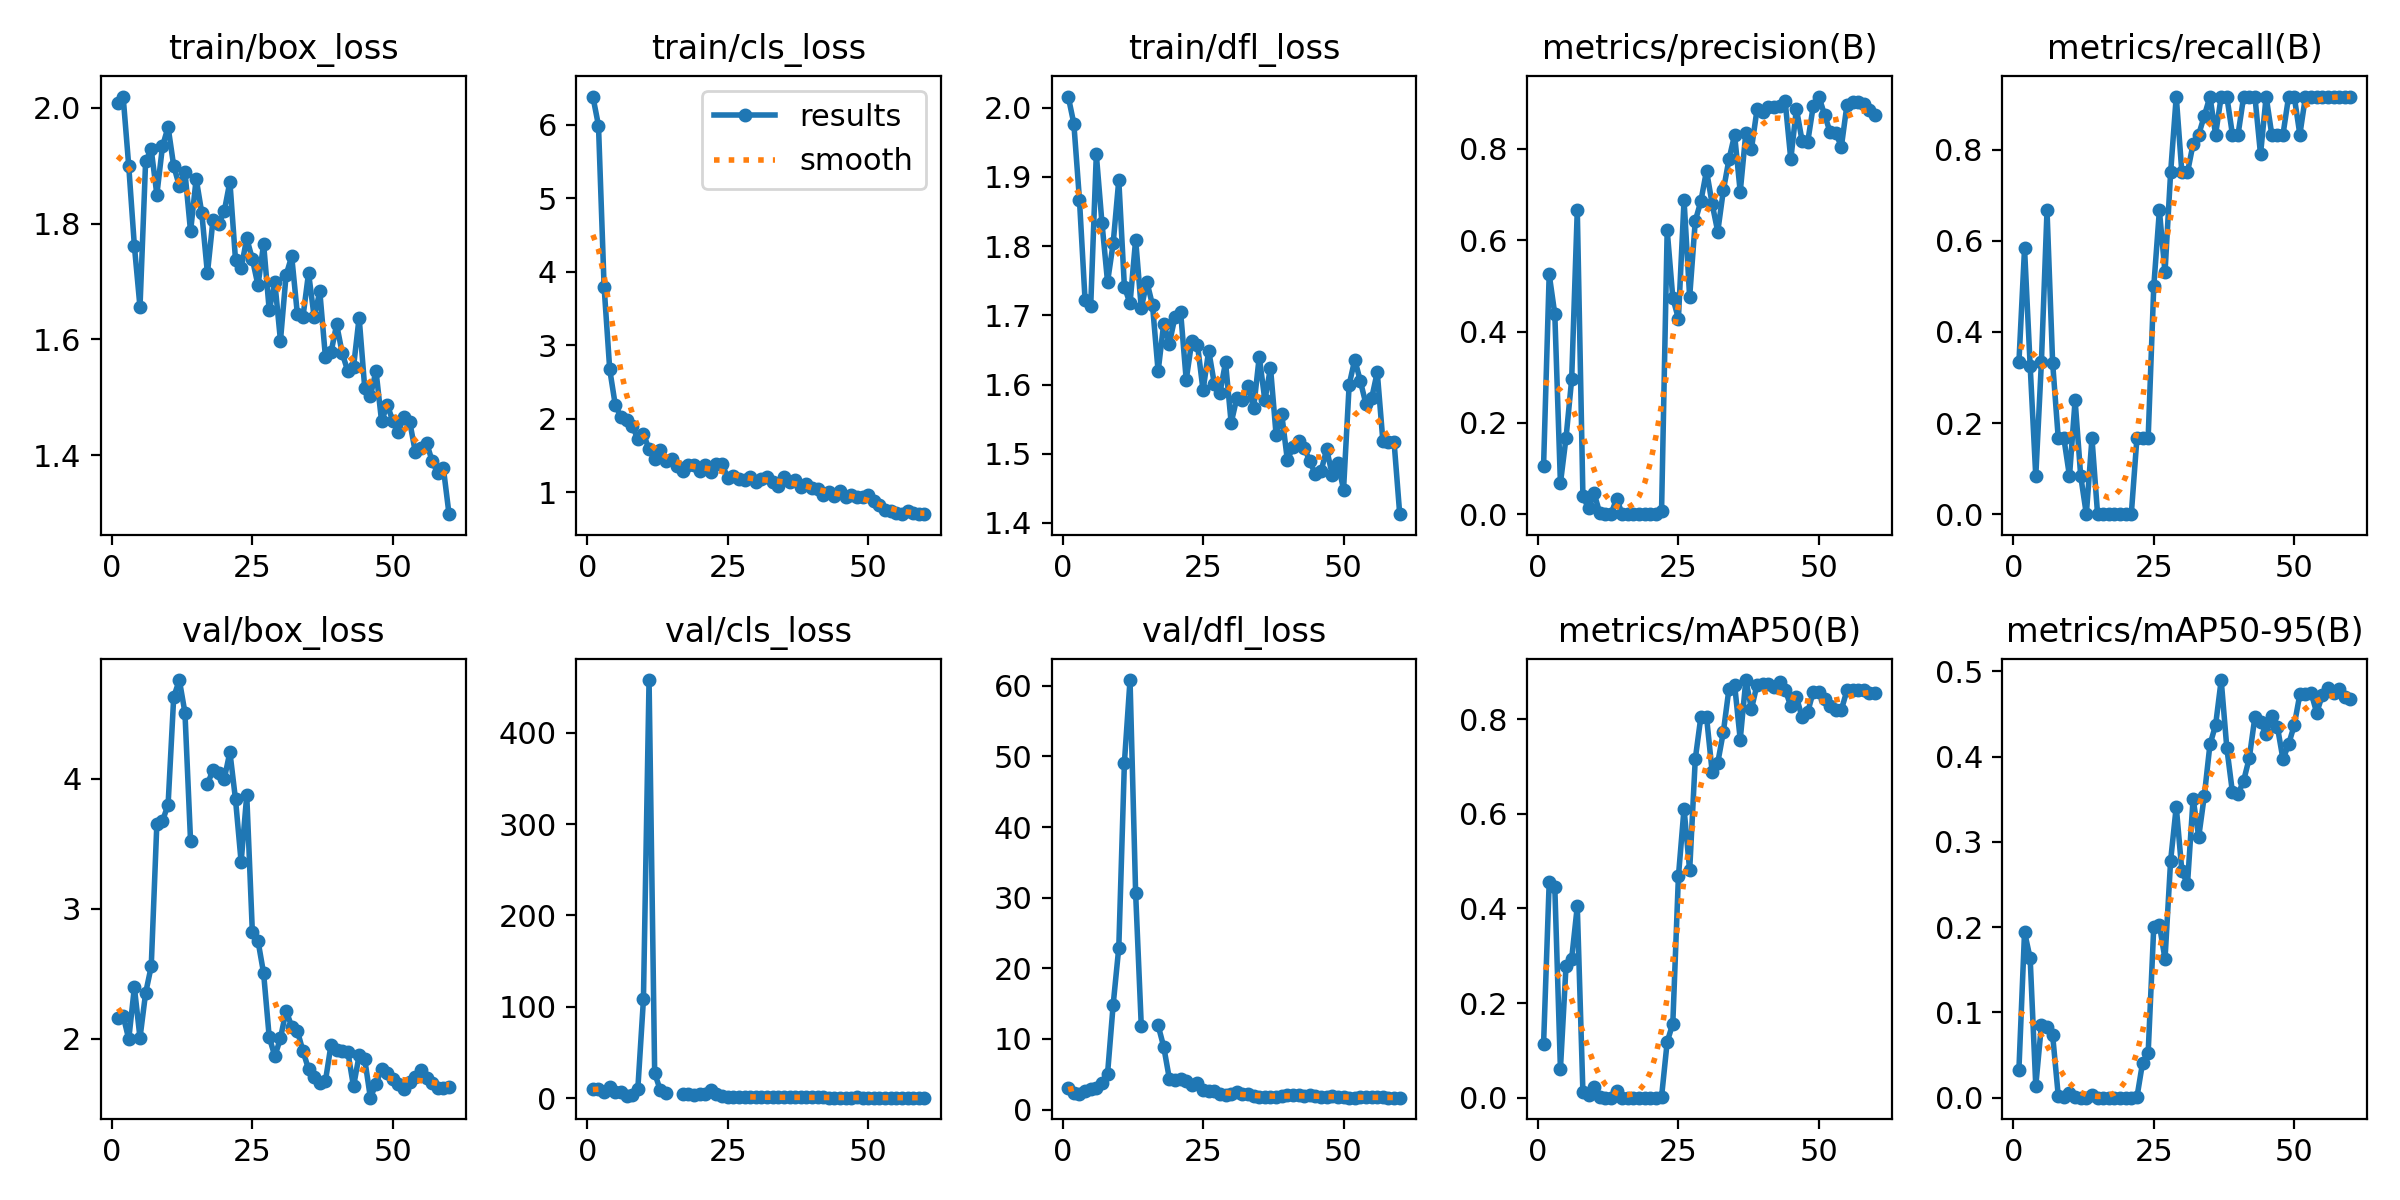 train/box_loss
2.0
1.8
1.6
1.4
0 25 50
train/cls_loss
results
smooth
6
5
4
3
2
1
0 25 50
train/dfl_loss
2.0
1.9
1.8
1.7
1.6
1.5
1.4
0 25 50
metrics/precision(B)
0.8
0.6
0.4
0.2
0.0
0 25 50
metrics/recall(B)
0.8
0.6
0.4
0.2
0.0
0 25 50
val/box_loss
4
3
2
0 25 50
val/cls_loss
400
300
200
100
0
0 25 50
val/dfl_loss
60
50
40
30
20
10
0
0 25 50
metrics/mAP50(B)
0.8
0.6
0.4
0.2
0.0
0 25 50
metrics/mAP50-95(B)
0.5
0.4
0.3
0.2
0.1
0.0
0 25 50